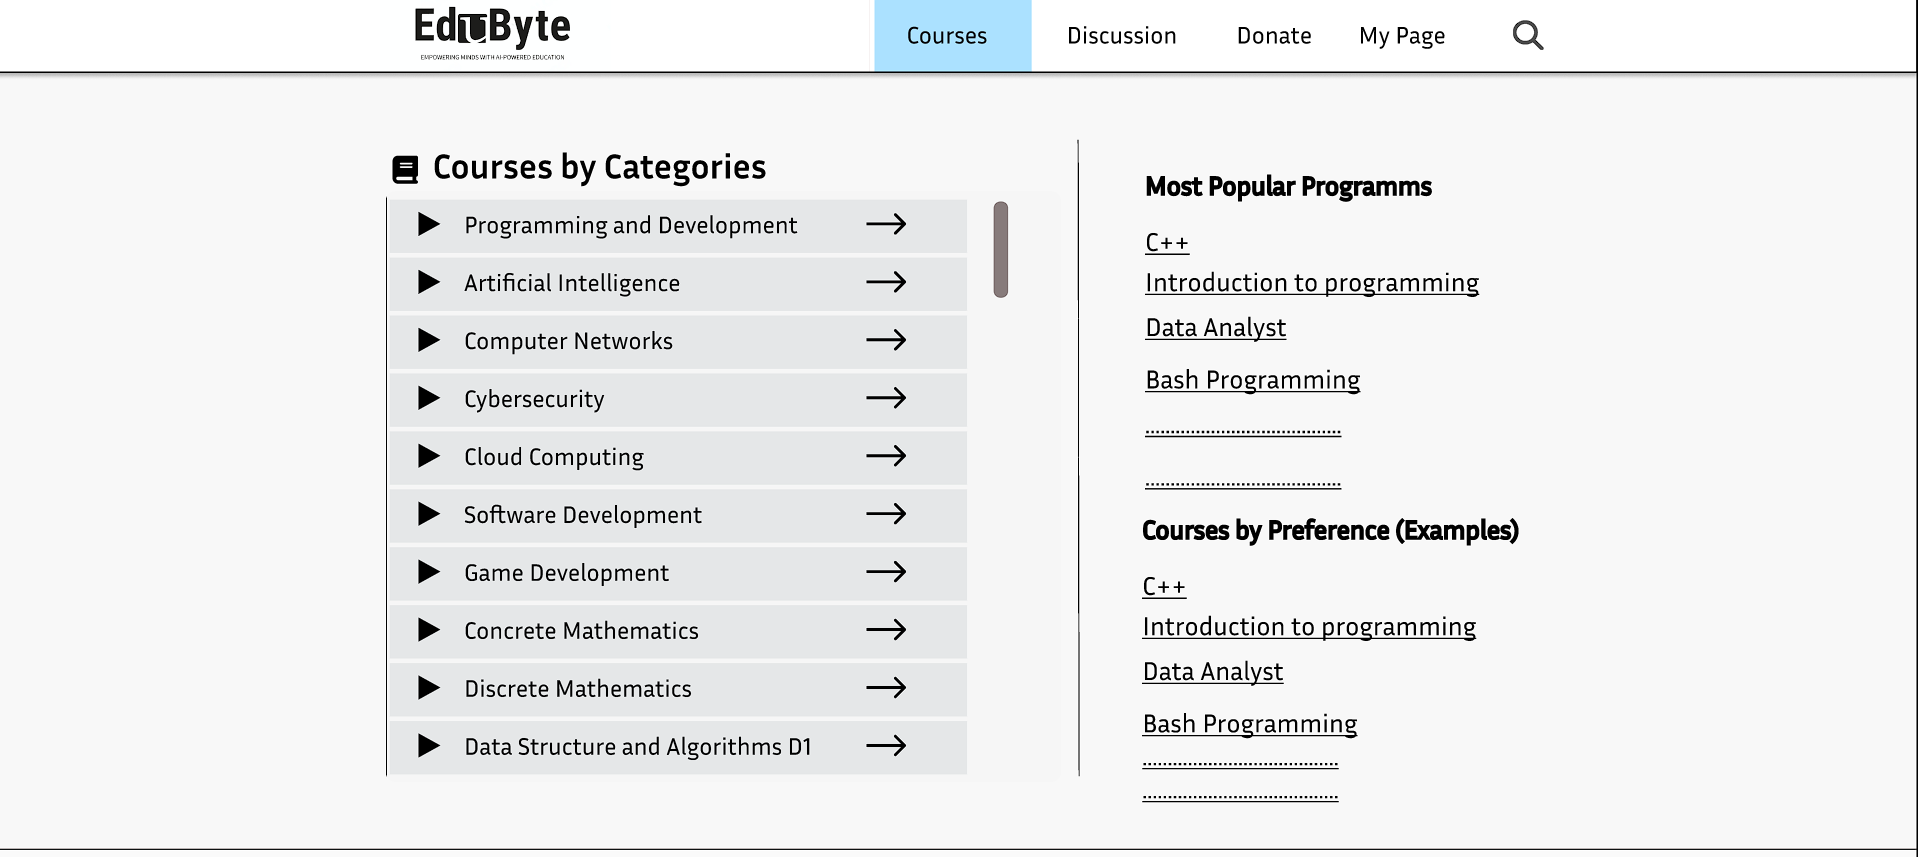 EduByte
EMPOWERING MINDS WITH AI-POWERED EDUCATION
Courses
Discussion
Donate
My Page
Courses by Categories
Programming and Development
Artificial Intelligence
Computer Networks
Cybersecurity
Cloud Computing
Software Development
Game Development
Concrete Mathematics
Discrete Mathematics
Data Structure and Algorithms D1
Most Popular Programms
C++
Introduction to programming
Data Analyst
Bash Programming
.......................................
.......................................
Courses by Preference (Examples)
C++
Introduction to programming
Data Analyst
Bash Programming
.......................................
.......................................